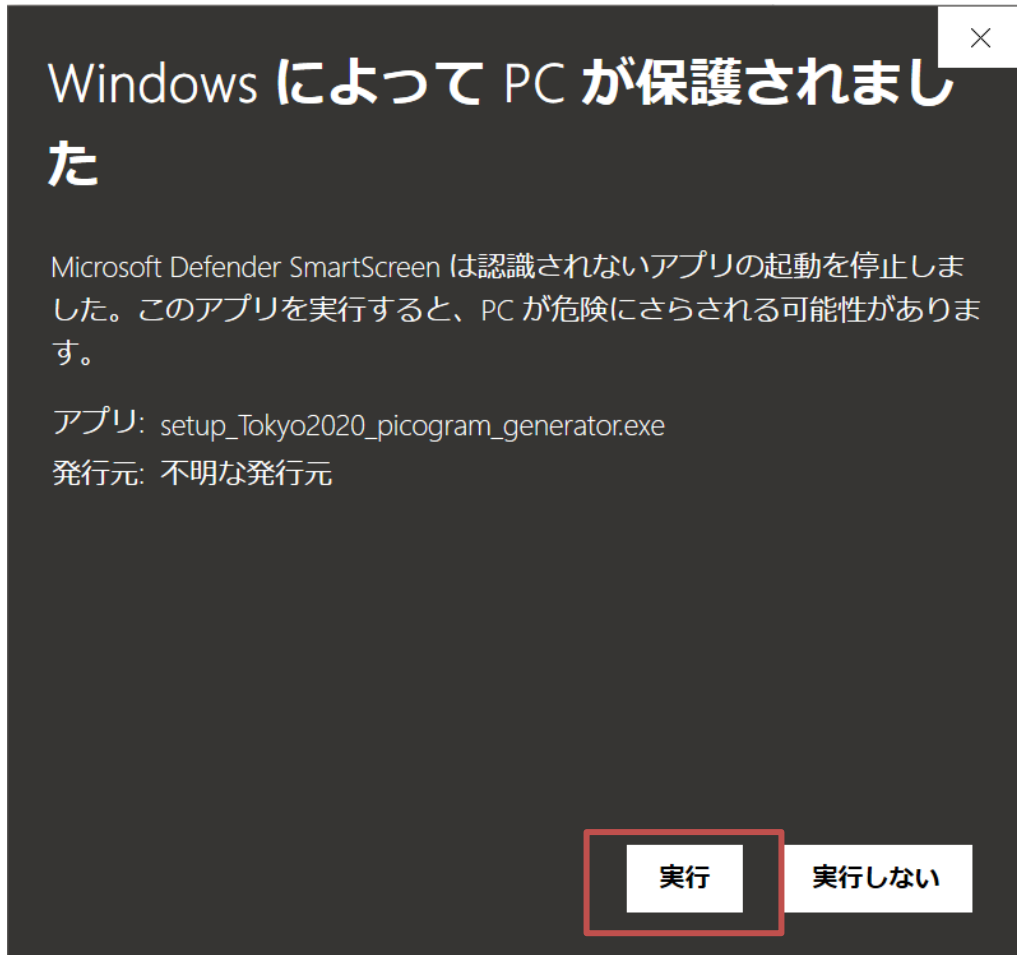 Windows によって PC が保護されまし
た
Microsoft Defender SmartScreen は認識されないアプリの起動を停止しま
した。このアプリを実行すると、PC が危険にさらされる可能性がありま
す。
アプリ: setup_Tokyo2020_picogram_generator.exe
発行元: 不明な発行元
実行 実行しない